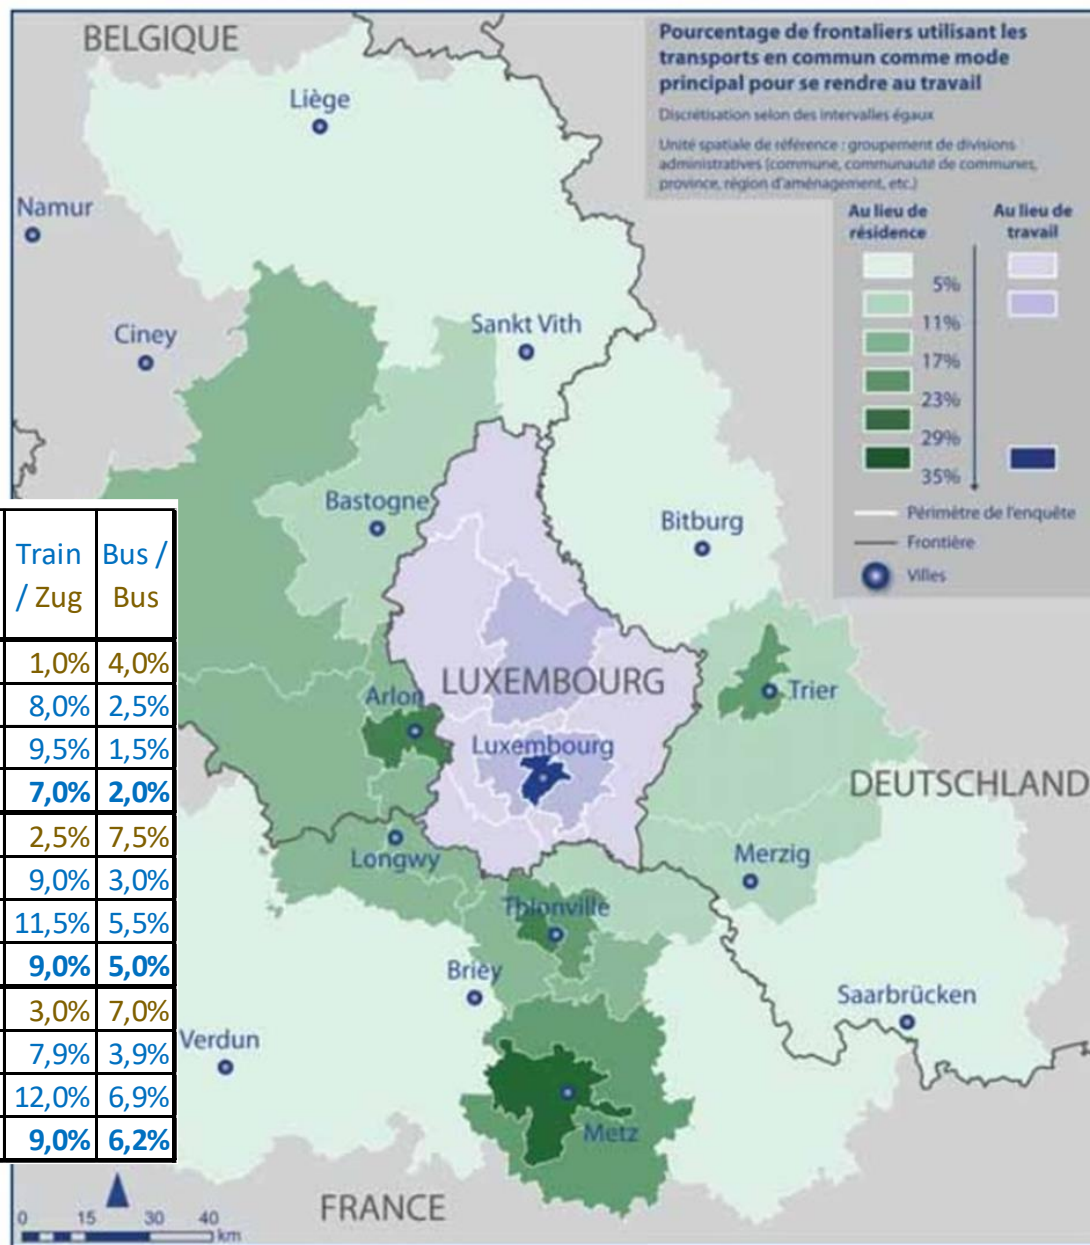 BELGIQUE
Pourcentage de frontaliers utilisant les
transports en commun comme mode
principal pour se rendre au travail
Discrétisation selon des intervalles égaux
Unité spatiale de référence : groupement de divisions
administratives (commune, communauté de communes,
province, région d'aménagement, etc.)
Au lieu de
résidence
Au lieu de
travail
5%
11%
17%
23%
29%
35%
Périmètre de l'enquête
Frontière
Villes
Liège
Namur
Ciney
Sankt Vith
Bastogne
Bitburg
LUXEMBOURG
Arlon
Trier
Luxembourg
DEUTSCHLAND
Longwy
Merzig
Thionville
Briey
Saarbrücken
Verdun
Metz
FRANCE
Train / Zug Bus / Bus
1,0% 4,0%
8,0% 2,5%
9,5% 1,5%
7,0% 2,0%
2,5% 7,5%
9,0% 3,0%
11,5% 5,5%
9,0% 5,0%
3,0% 7,0%
7,9% 3,9%
12,0% 6,9%
9,0% 6,2%
0 15 30 40
km